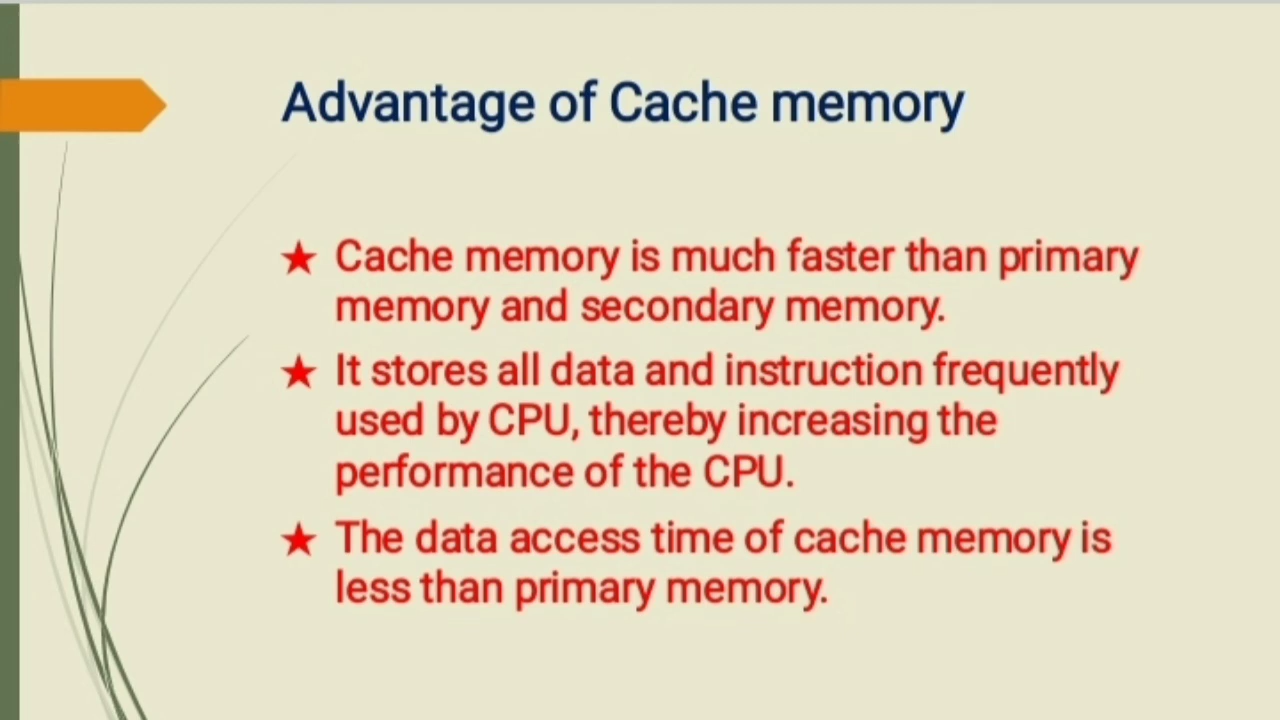 Advantage of Cache memory
★ Cache memory is much faster than primary
memory and secondary memory.
★ It stores all data and instruction frequently
used by CPU, thereby increasing the
performance of the CPU.
★ The data access time of cache memory is
less than primary memory.